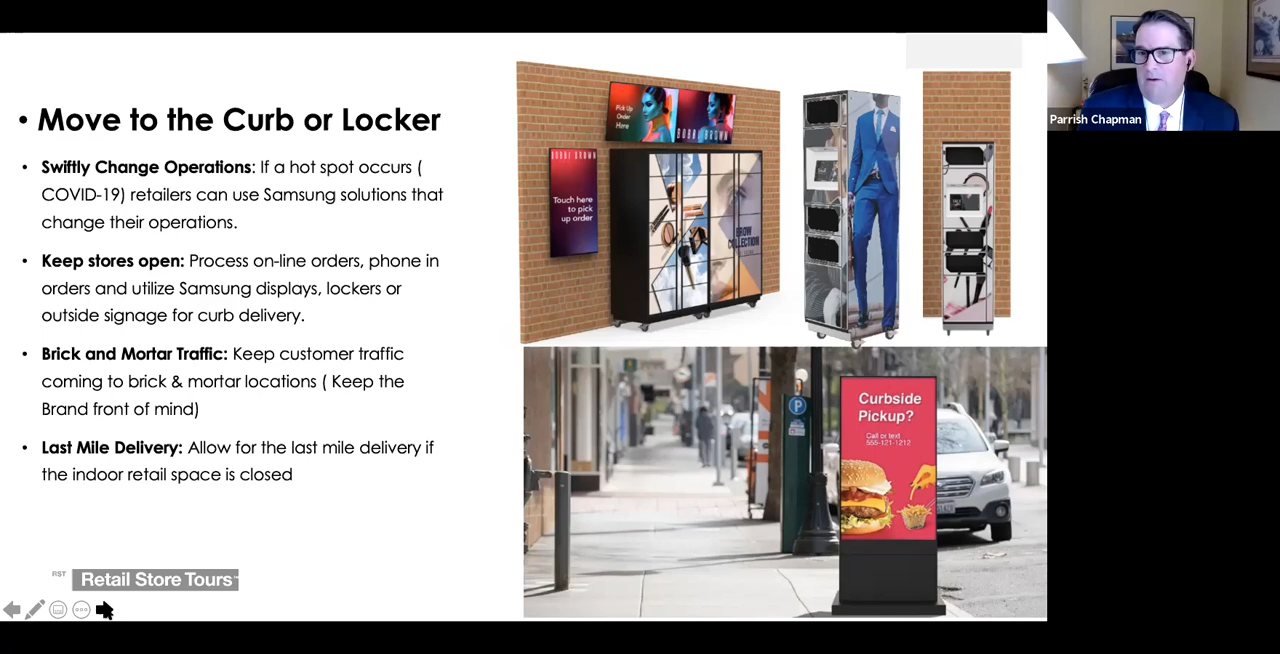 • Move to the Curb or Locker
• Swiftly Change Operations: If a hot spot occurs (
COVID-19) retailers can use Samsung solutions that
change their operations.
• Keep stores open: Process on-line orders, phone in
orders and utilize Samsung displays, lockers or
outside signage for curb delivery.
• Brick and Mortar Traffic: Keep customer traffic
coming to brick & mortar locations ( Keep the
Brand front of mind)
• Last Mile Delivery: Allow for the last mile delivery if
the indoor retail space is closed
RST
Retail Store Tours
Pick Up
Order
Here
BOBBI BROWN
BOBBI BROWN
Touch here
to pick
up order
BROW
COLLECTION
P
Curbside
Pickup?
Call or text
555-121-1212
Parrish Chapman